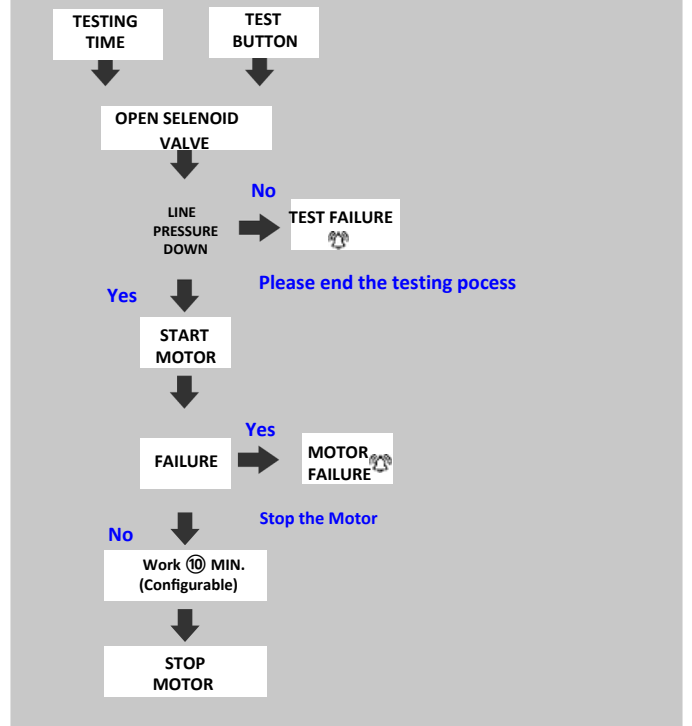 TESTING
TIME
TEST
BUTTON
OPEN SELENOID
VALVE
No
LINE
PRESSURE
DOWN
TEST FAILURE
Please end the testing pocess
Yes
START
MOTOR
Yes
FAILURE
MOTOR
FAILURE
Stop the Motor
No
Work ⑩ MIN.
(Configurable)
STOP
MOTOR